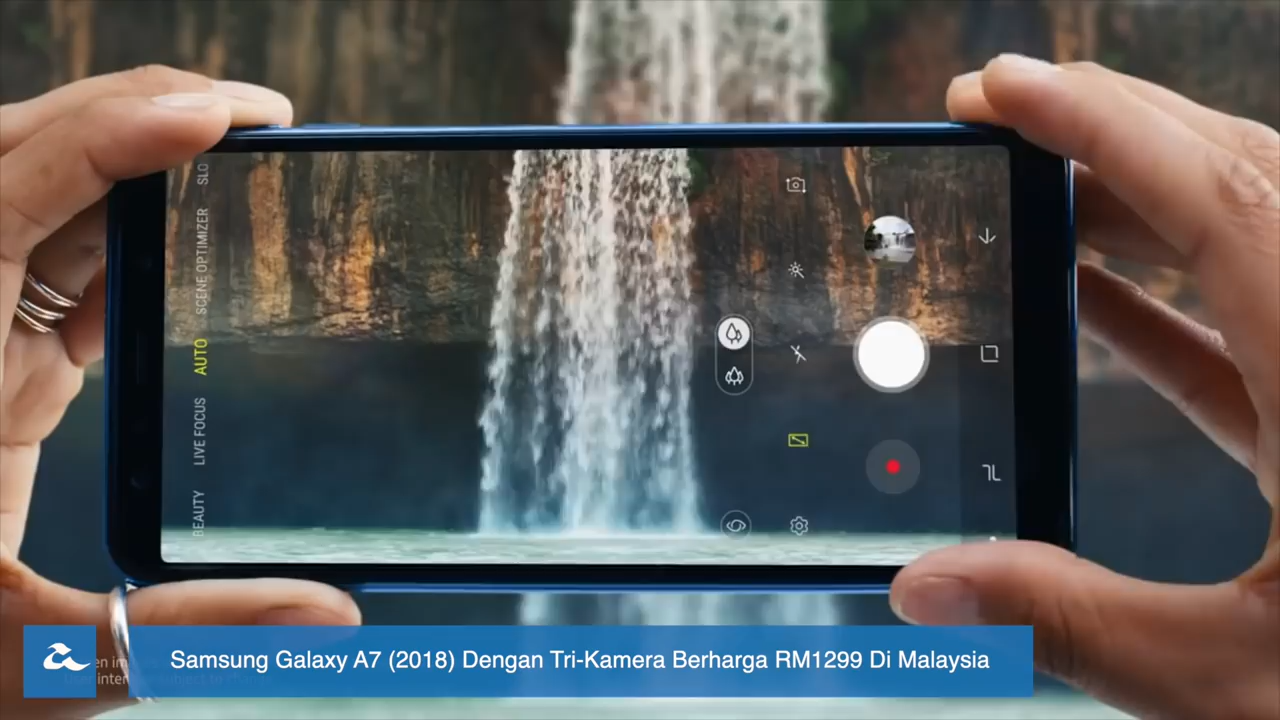 SLO
SCENE OPTIMIZER
AUTO
LIVE FOCUS
BEAUTY
Samsung Galaxy A7 (2018) Dengan Tri-Kamera Berharga RM1299 Di Malaysia